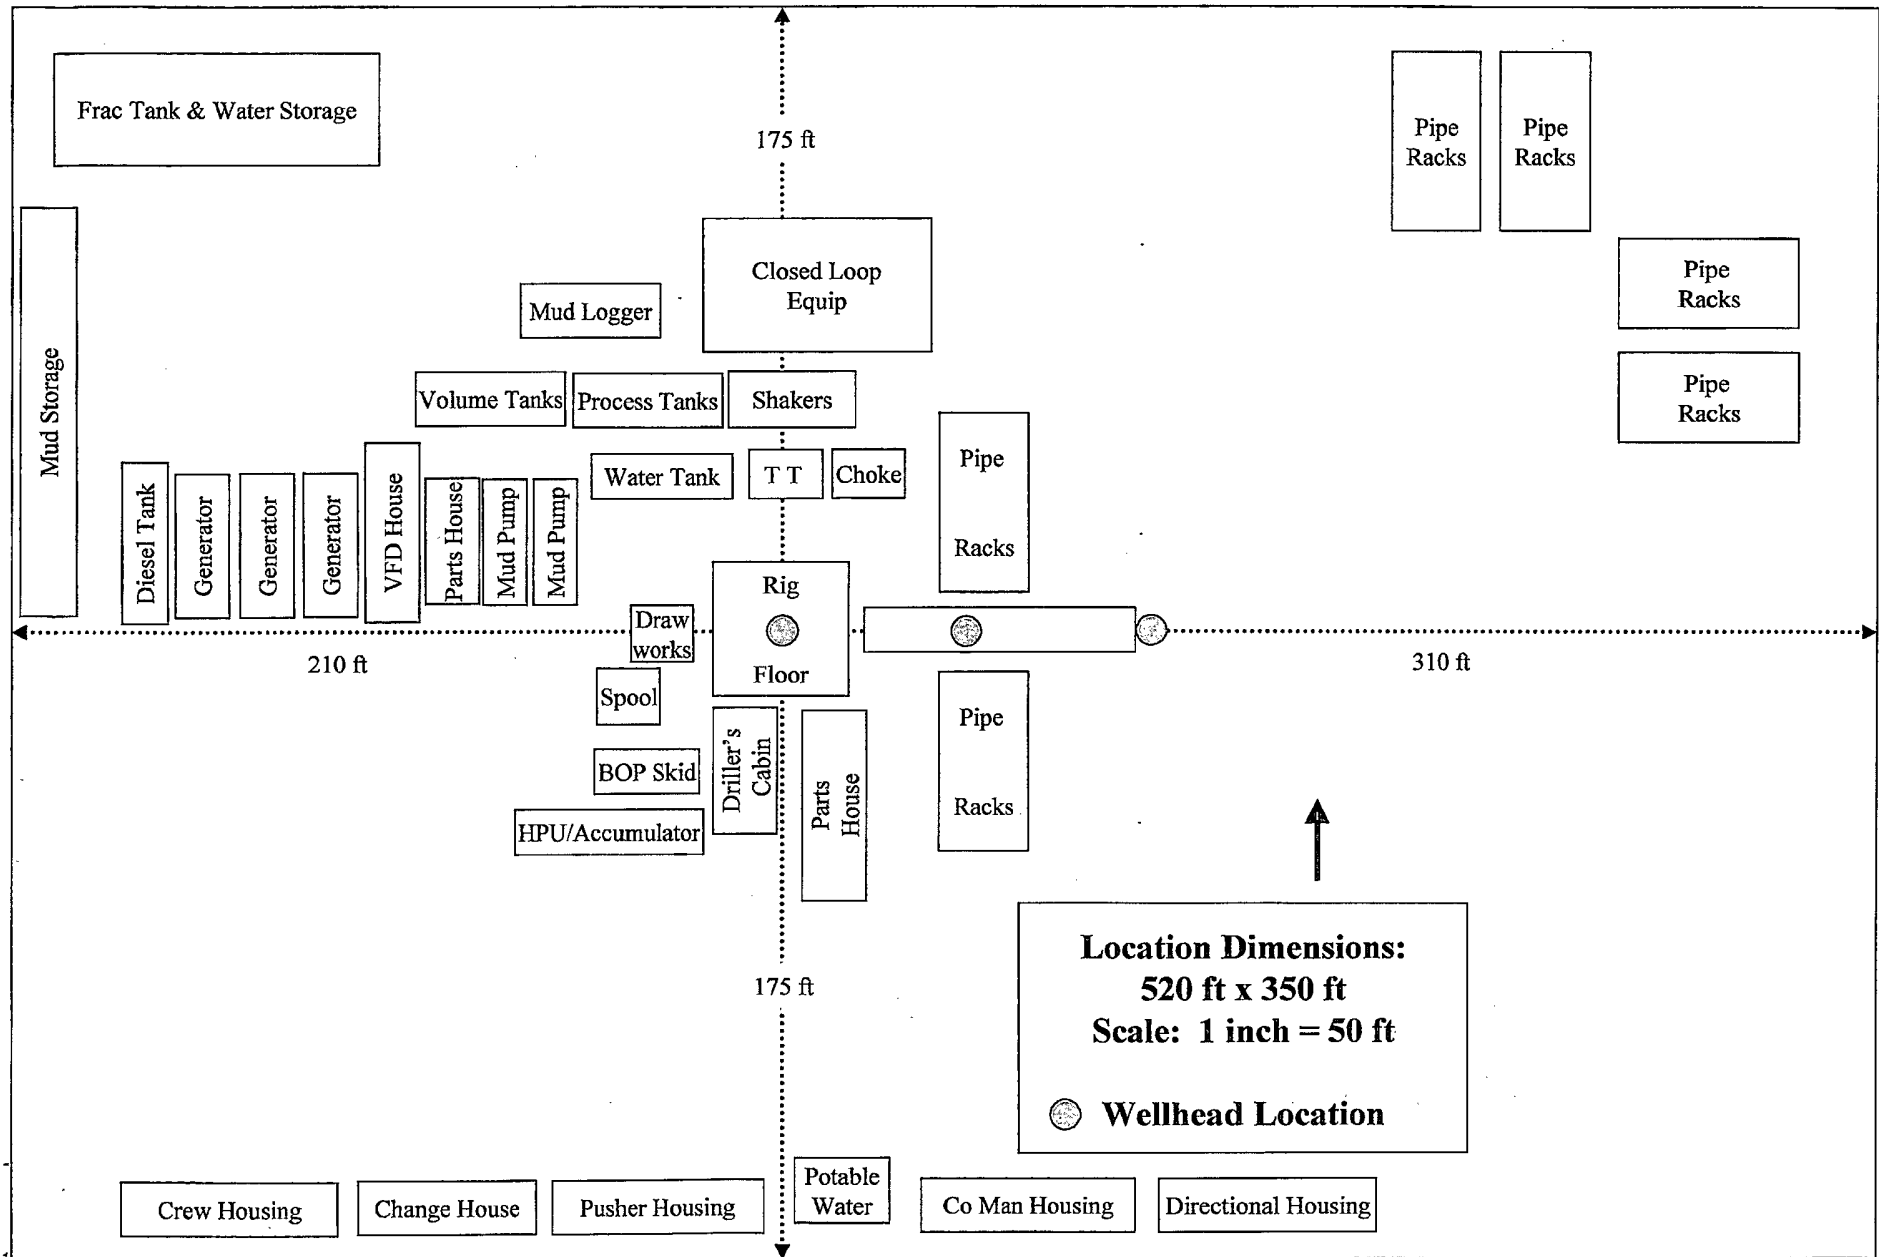 Frac Tank & Water Storage
175 ft
Pipe
Racks
Pipe
Racks
Closed Loop
Equip
Pipe
Racks
Mud Logger
Mud Storage
Pipe
Racks
Volume Tanks
Process Tanks
Shakers
Water Tank
T T
Choke
Pipe
Racks
Diesel Tank
Generator
Generator
Generator
VFD House
Parts House
Mud Pump
Mud Pump
Rig
Floor
Draw
works
210 ft
310 ft
Spool
Pipe
Racks
BOP Skid
Driller's
Cabin
Parts
House
HPU/Accumulator
Location Dimensions:
520 ft x 350 ft
Scale: 1 inch = 50 ft
Wellhead Location
175 ft
Crew Housing
Change House
Pusher Housing
Potable
Water
Co Man Housing
Directional Housing